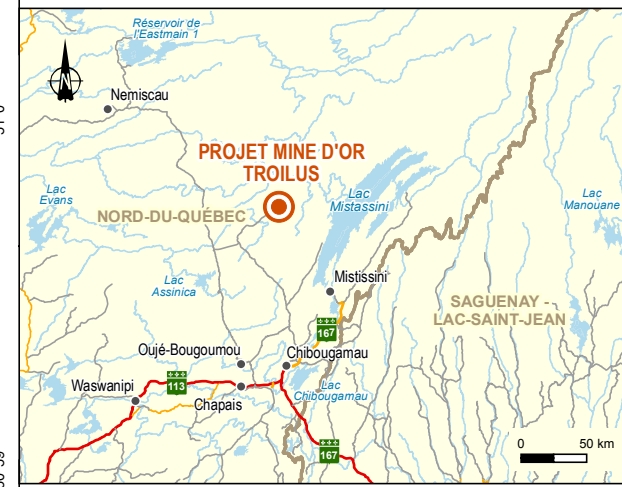 Réservoir de
l'Eastmain 1
N
Nemiscau
PROJET MINE D'OR
TROILUS
Lac
Mistassini
Lac
Evans
NORD-DU-QUÉBEC
Lac
Manouane
Lac
Assinica
Mistissini
SAGUENAY -
LAC-SAINT-JEAN
167
Oujé-Bougoumou
Chibougamau
Waswanipi
113
Chapais
Lac
Chibougamau
167
0 50 km